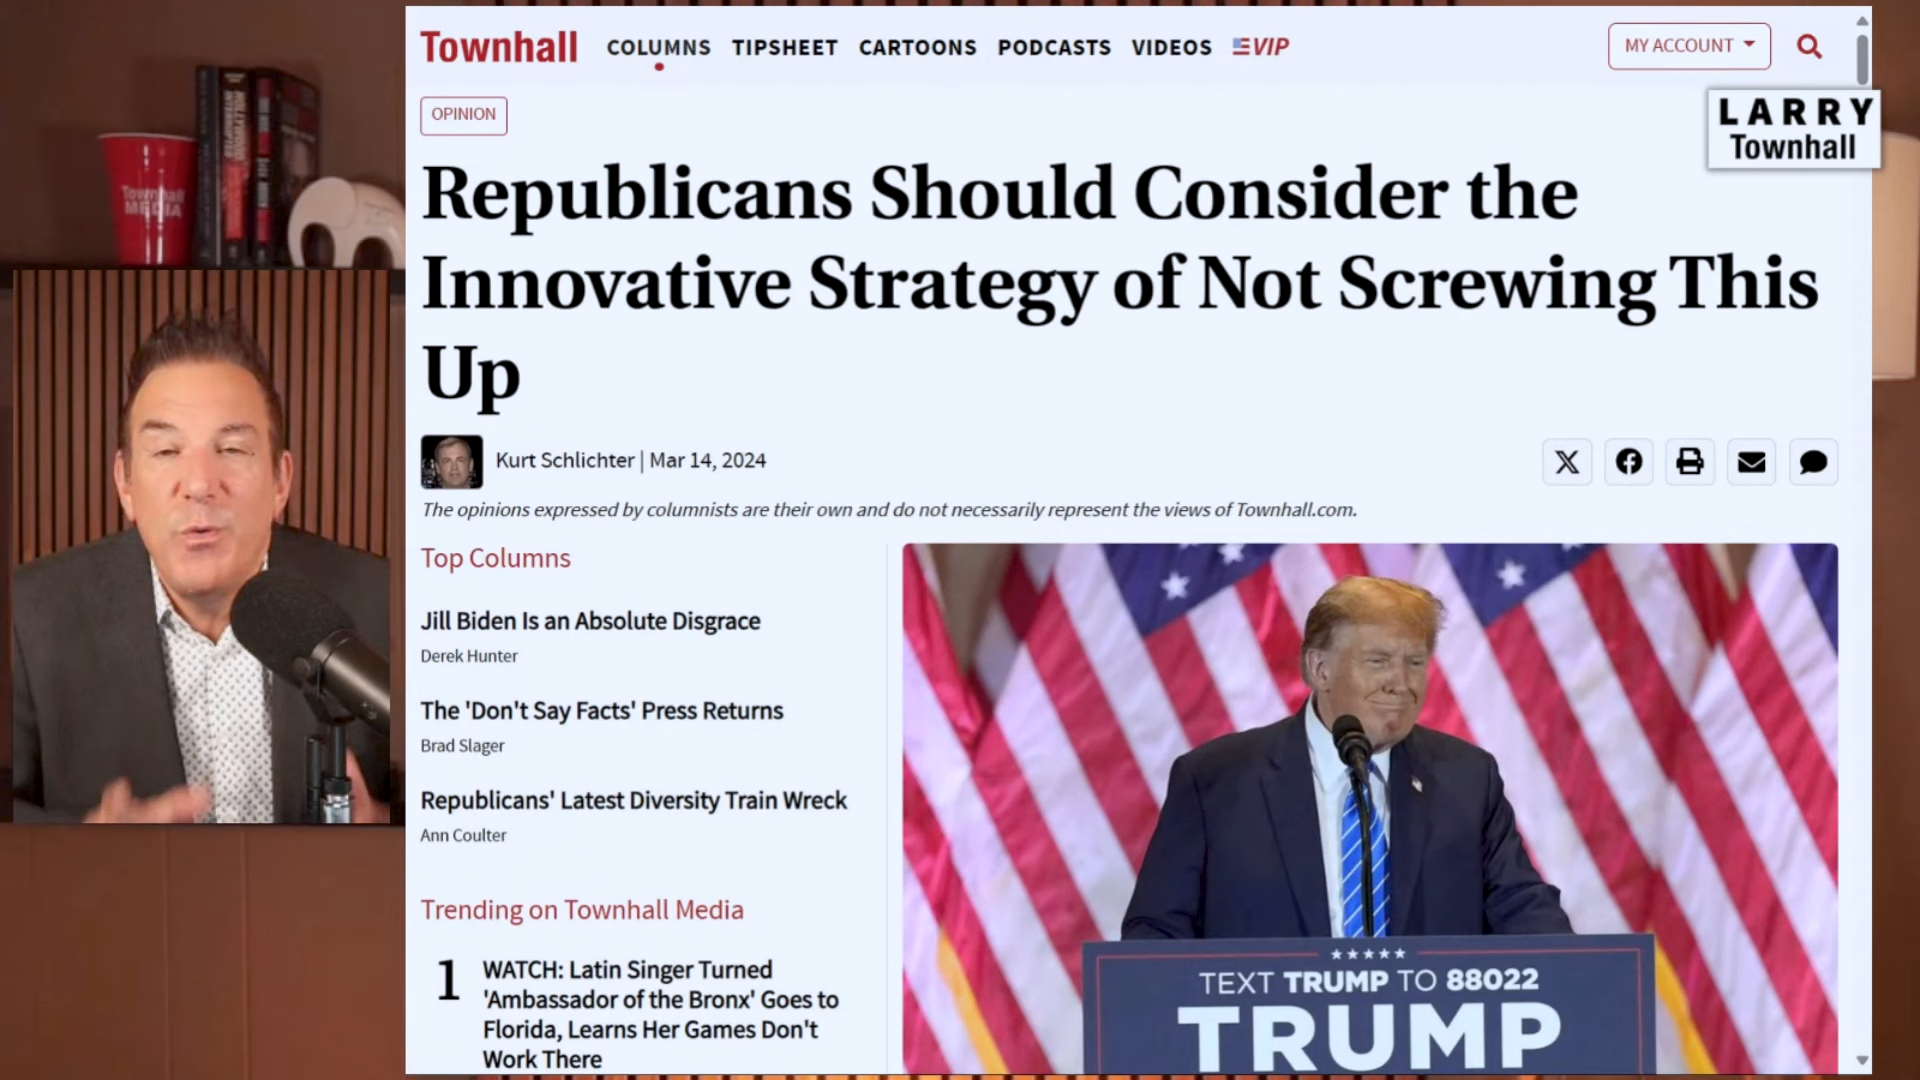 Townhall
COLUMNS
TIPSHEET
CARTOONS
PODCASTS
VIDEOS
VIP
MY ACCOUNT
LARRY
Townhall
OPINION
Republicans Should Consider the
Innovative Strategy of Not Screwing This
Up
Kurt Schlichter | Mar 14, 2024
The opinions expressed by columnists are their own and do not necessarily represent the views of Townhall.com.
Top Columns
Jill Biden Is an Absolute Disgrace
Derek Hunter
The 'Don't Say Facts' Press Returns
Brad Slager
Republicans' Latest Diversity Train Wreck
Ann Coulter
Trending on Townhall Media
1
WATCH: Latin Singer Turned
'Ambassador of the Bronx' Goes to
Florida, Learns Her Games Don't
Work There
TEXT TRUMP TO 88022
TRUMP
Townhall
MEDIA